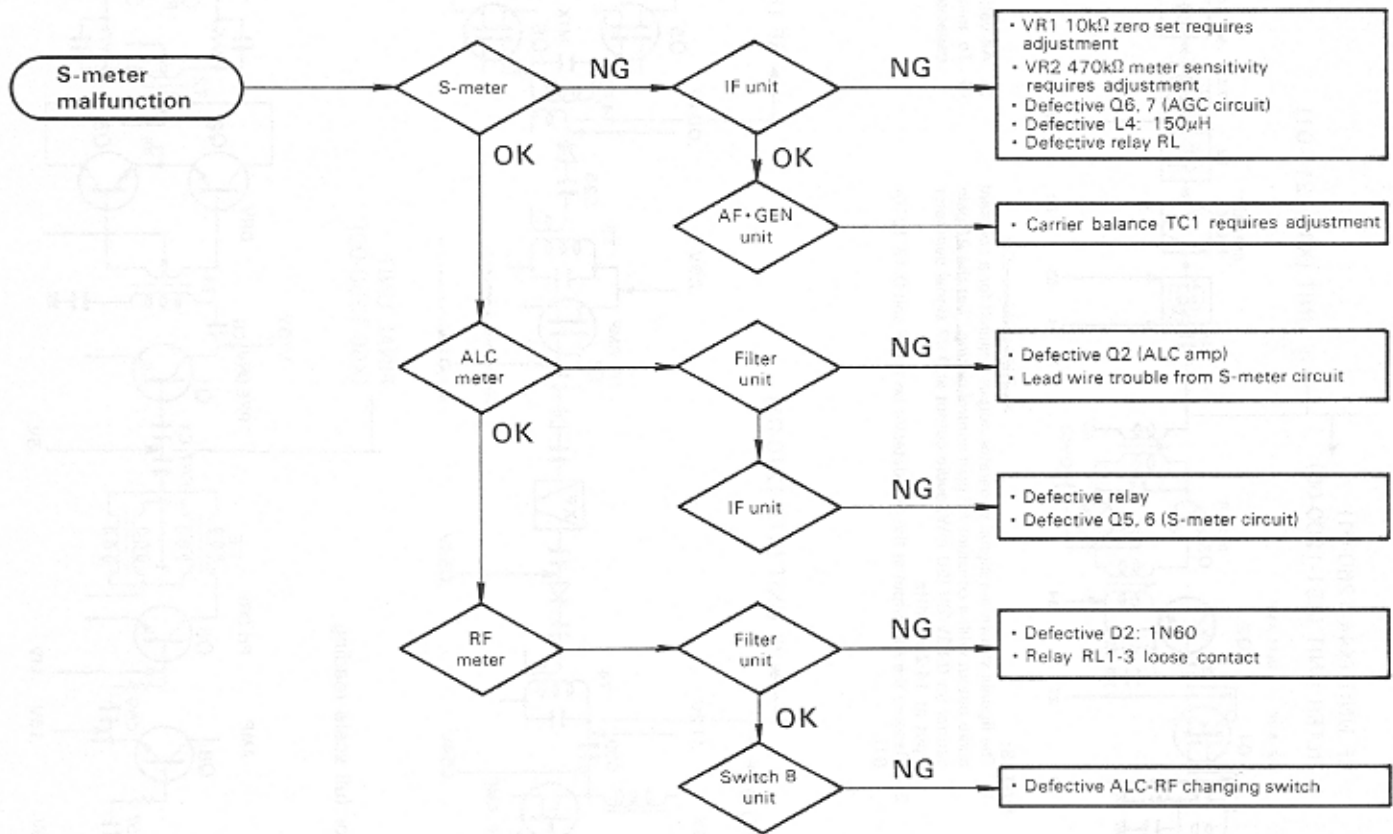 S-meter
malfunction
S-meter
NG
IF unit
NG
· VR1 10kΩ zero set requires
adjustment
· VR2 470kΩ meter sensitivity
requires adjustment
· Defective Q6, 7 (AGC circuit)
· Defective L4: 150μH
· Defective relay RL
OK
OK
AF·GEN
unit
· Carrier balance TC1 requires adjustment
ALC
meter
Filter
unit
NG
· Defective Q2 (ALC amp)
· Lead wire trouble from S-meter circuit
OK
IF unit
NG
· Defective relay
· Defective Q5, 6 (S-meter circuit)
RF
meter
Filter
unit
NG
· Defective D2: 1N60
· Relay RL1-3 loose contact
OK
Switch B
unit
NG
· Defective ALC-RF changing switch